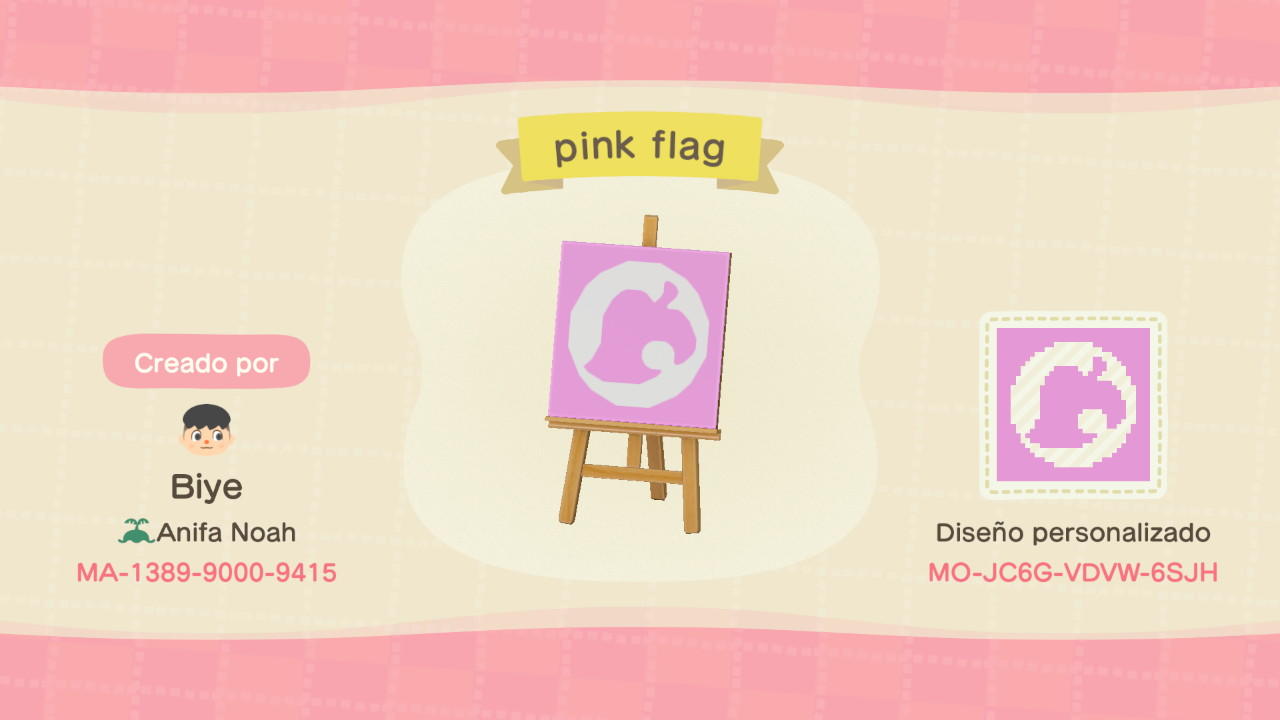 pink flag
Creado por
Biye
Anifa Noah
MA-1389-9000-9415
Diseño personalizado
MO-JC6G-VDVW-6SJH